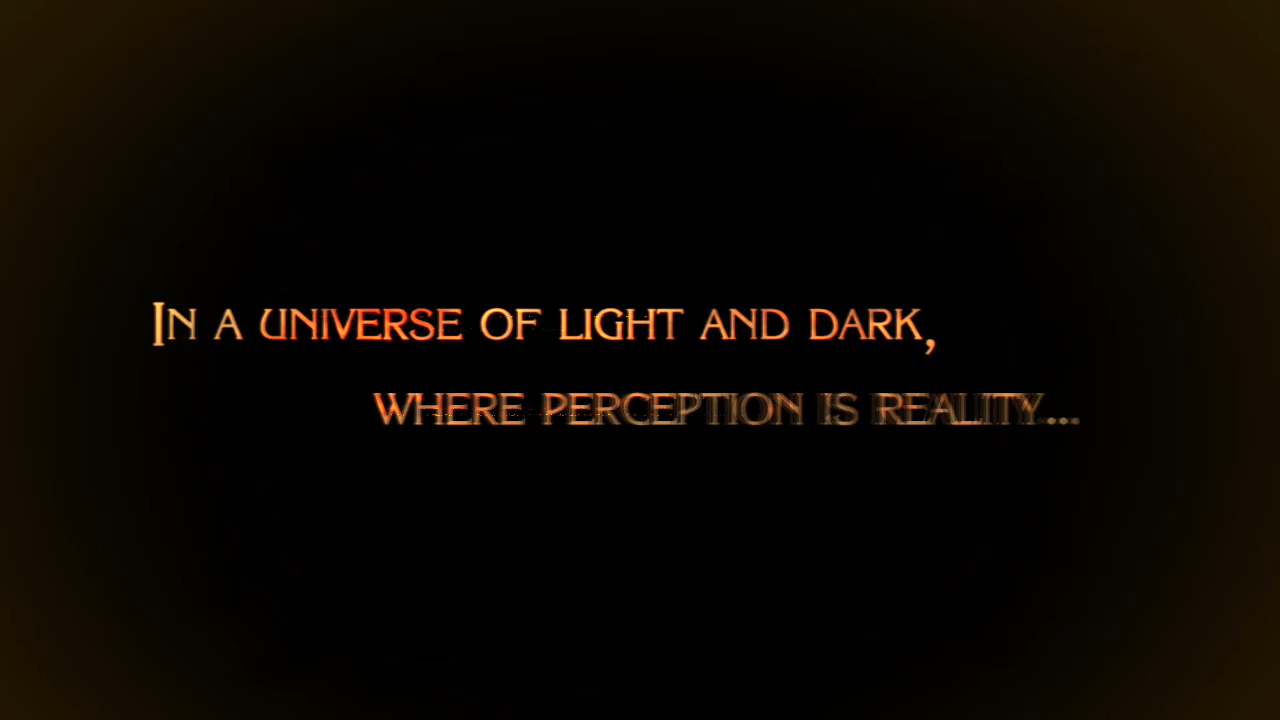 In a universe of light and dark,
where perception is reality...